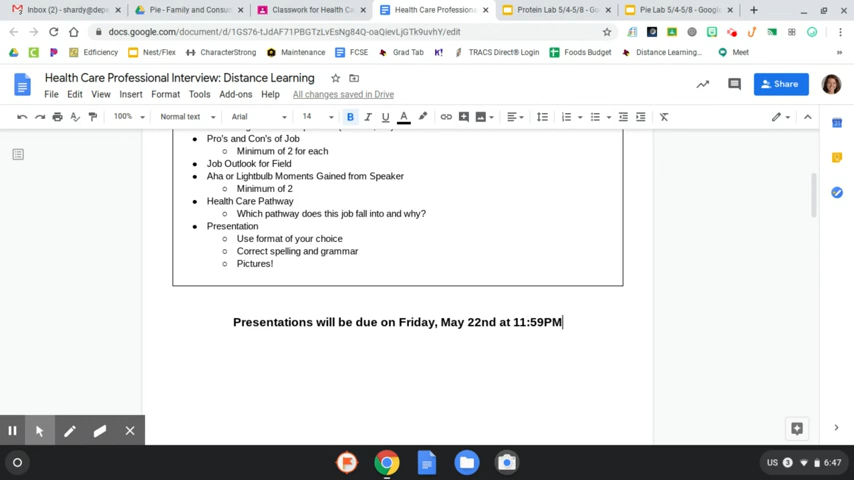 Inbox (2) - shardy@depe
Pie - Family and Consum
Classwork for Health Ca
Health Care Professiona
Protein Lab 5/4-5/8 - Go
Pie Lab 5/4-5/8 - Google
docs.google.com/document/d/1GS76-tJdAF71PBGTzLvEsNg84Q-oaQievLjGTk9uvhY/edit
Edficiency
Nest/Flex
CharacterStrong
Maintenance
FCSE
Grad Tab
TRACS Direct® Login
Foods Budget
Distance Learning...
Meet
Health Care Professional Interview: Distance Learning
Share
File Edit View Insert Format Tools Add-ons Help All changes saved in Drive
100% Normal text Arial 14 B I U A
• Pro's and Con's of Job
○ Minimum of 2 for each
• Job Outlook for Field
• Aha or Lightbulb Moments Gained from Speaker
○ Minimum of 2
• Health Care Pathway
○ Which pathway does this job fall into and why?
• Presentation
○ Use format of your choice
○ Correct spelling and grammar
○ Pictures!
Presentations will be due on Friday, May 22nd at 11:59PM
US 3 6:47